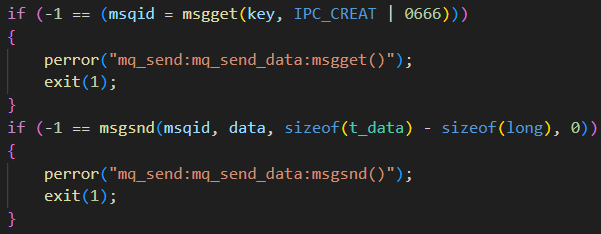 if (-1 == (msqid = msgget(key, IPC_CREAT | 0666)))
{
    perror("mq_send:mq_send_data:msgget()");
    exit(1);
}
if (-1 == msgsnd(msqid, data, sizeof(t_data) - sizeof(long), 0))
{
    perror("mq_send:mq_send_data:msgsnd()");
    exit(1);
}